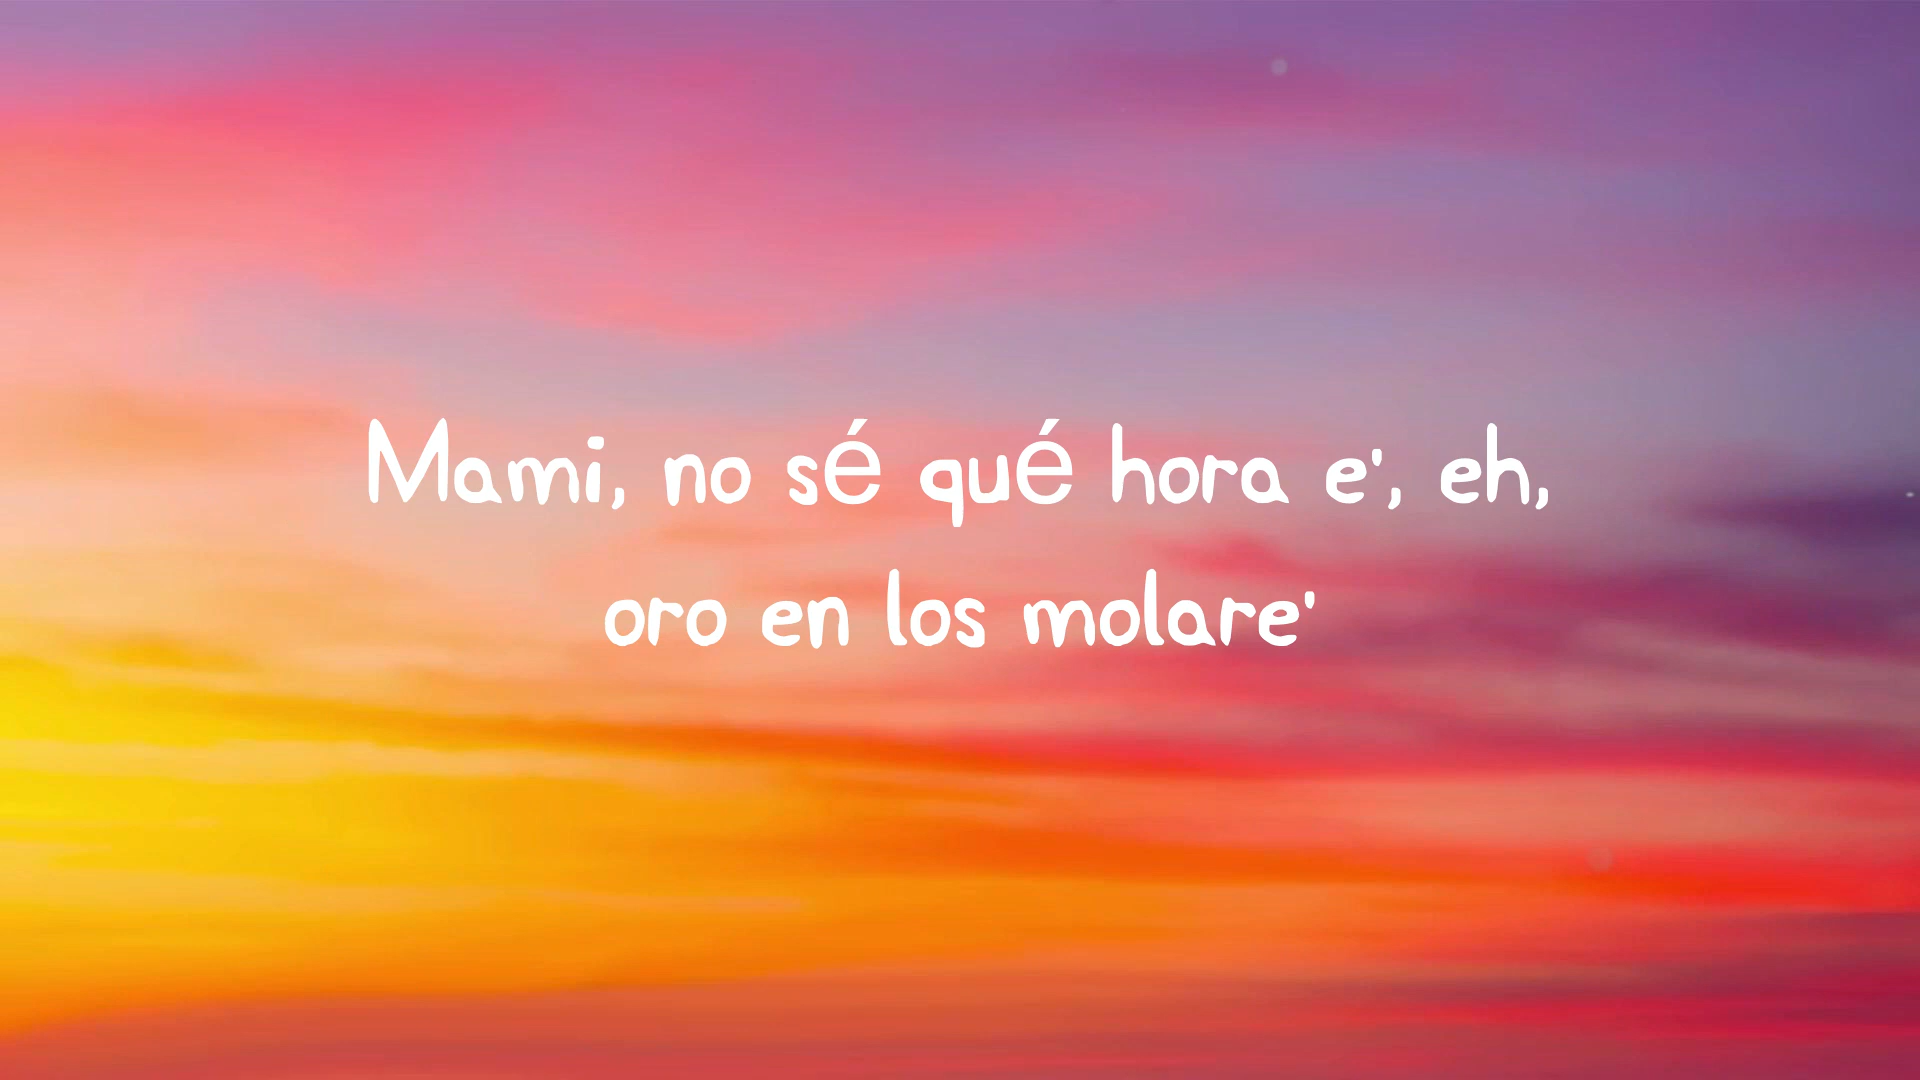 Mami, no sé qué hora e', eh,
oro en los molare'